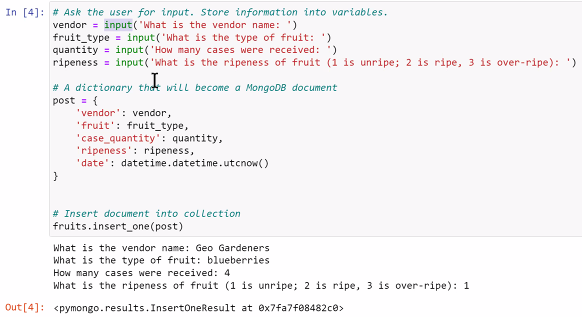 In [4]: # Ask the user for input. Store information into variables.
vendor = input('What is the vendor name: ')
fruit_type = input('What is the type of fruit: ')
quantity = input('How many cases were received: ')
ripeness = input('What is the ripeness of fruit (1 is unripe; 2 is ripe, 3 is over-ripe): ')
# A dictionary that will become a MongoDB document
post = {
'vendor': vendor,
'fruit': fruit_type,
'case_quantity': quantity,
'ripeness': ripeness,
'date': datetime.datetime.utcnow()
}
# Insert document into collection
fruits.insert_one(post)
What is the vendor name: Geo Gardeners
What is the type of fruit: blueberries
How many cases were received: 4
What is the ripeness of fruit (1 is unripe; 2 is ripe, 3 is over-ripe): 1
Out[4]: <pymongo.results.InsertOneResult at 0x7fa7f08482c0>